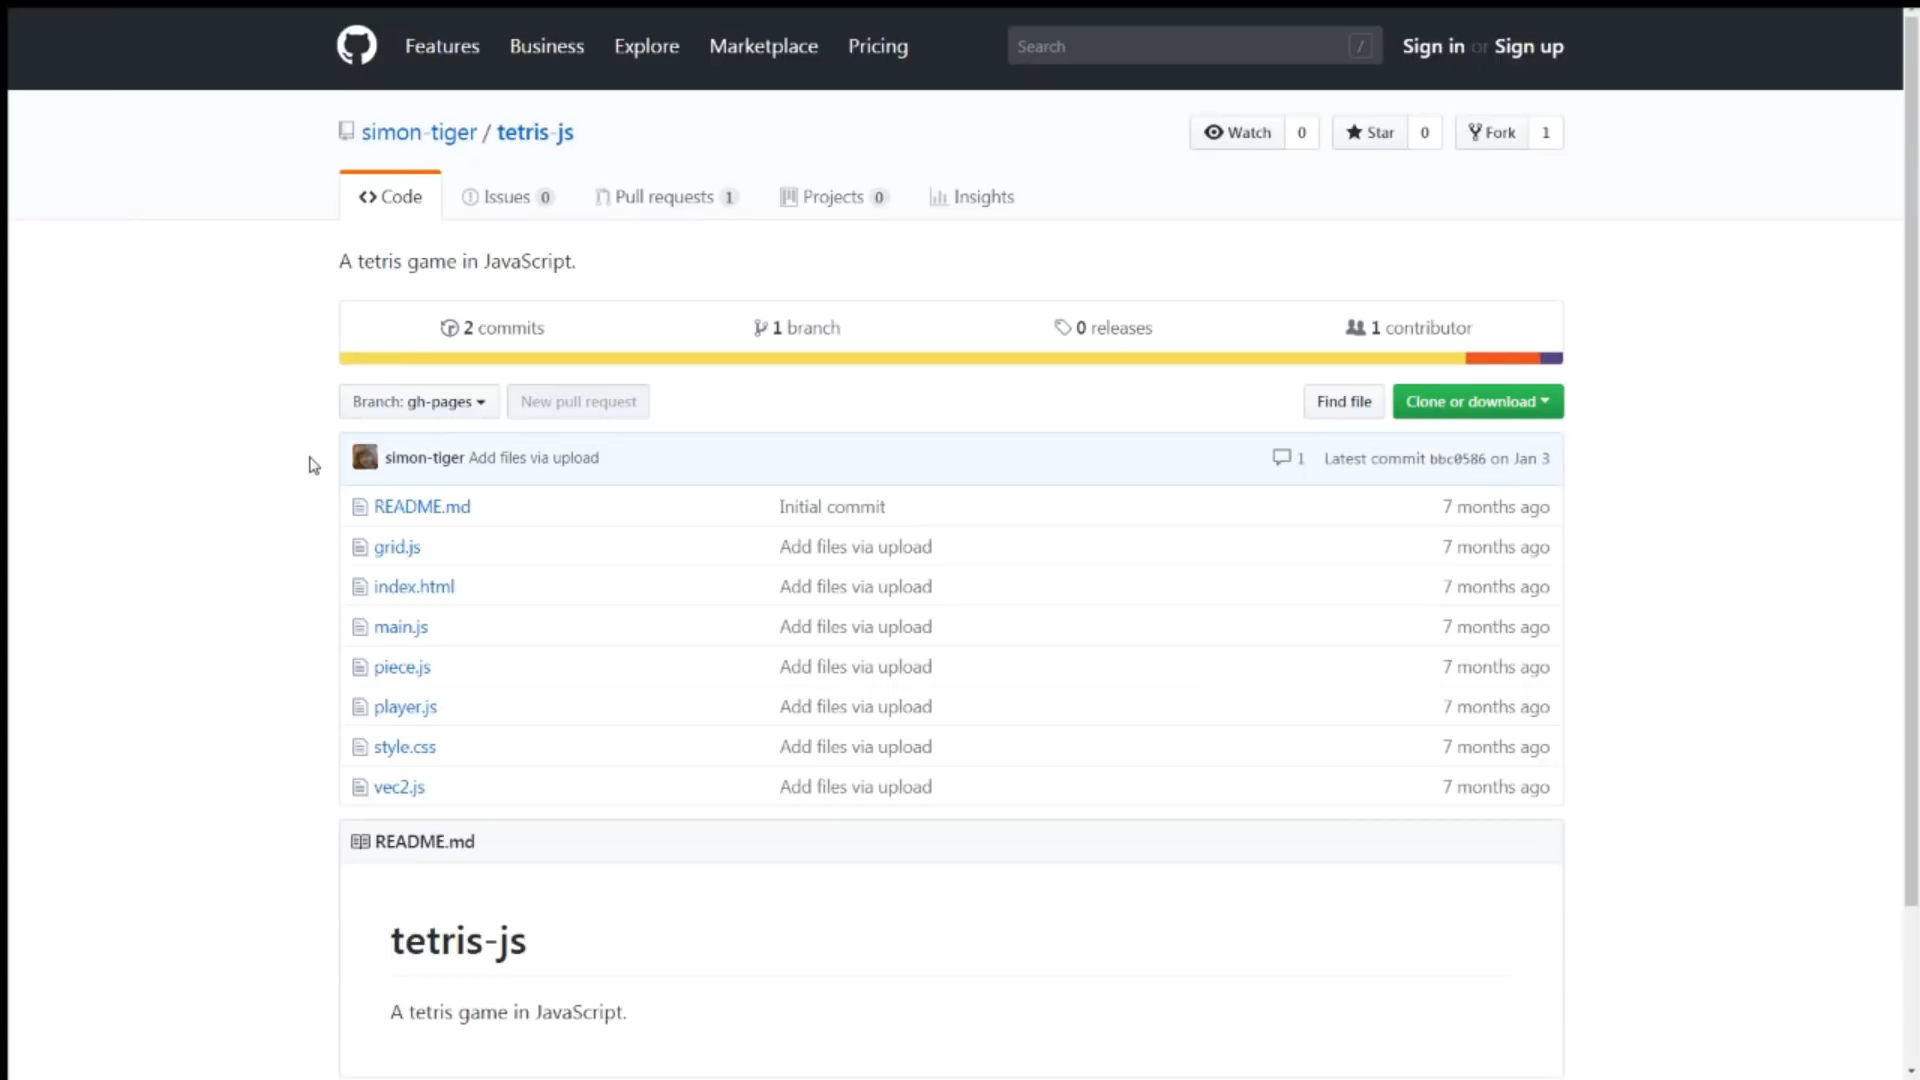 Features Business Explore Marketplace Pricing Search / Sign in or Sign up
simon-tiger / tetris-js Watch 0 Star 0 Fork 1
Code Issues 0 Pull requests 1 Projects 0 Insights
A tetris game in JavaScript.
2 commits 1 branch 0 releases 1 contributor
Branch: gh-pages New pull request Find file Clone or download
simon-tiger Add files via upload 1 Latest commit bbc0586 on Jan 3
README.md Initial commit 7 months ago
grid.js Add files via upload 7 months ago
index.html Add files via upload 7 months ago
main.js Add files via upload 7 months ago
piece.js Add files via upload 7 months ago
player.js Add files via upload 7 months ago
style.css Add files via upload 7 months ago
vec2.js Add files via upload 7 months ago
README.md
tetris-js
A tetris game in JavaScript.